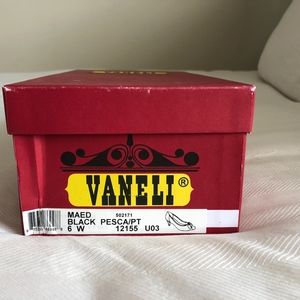 VANELI®
MAED 502171
BLACK PESCA/PT
6 W 12155 U03